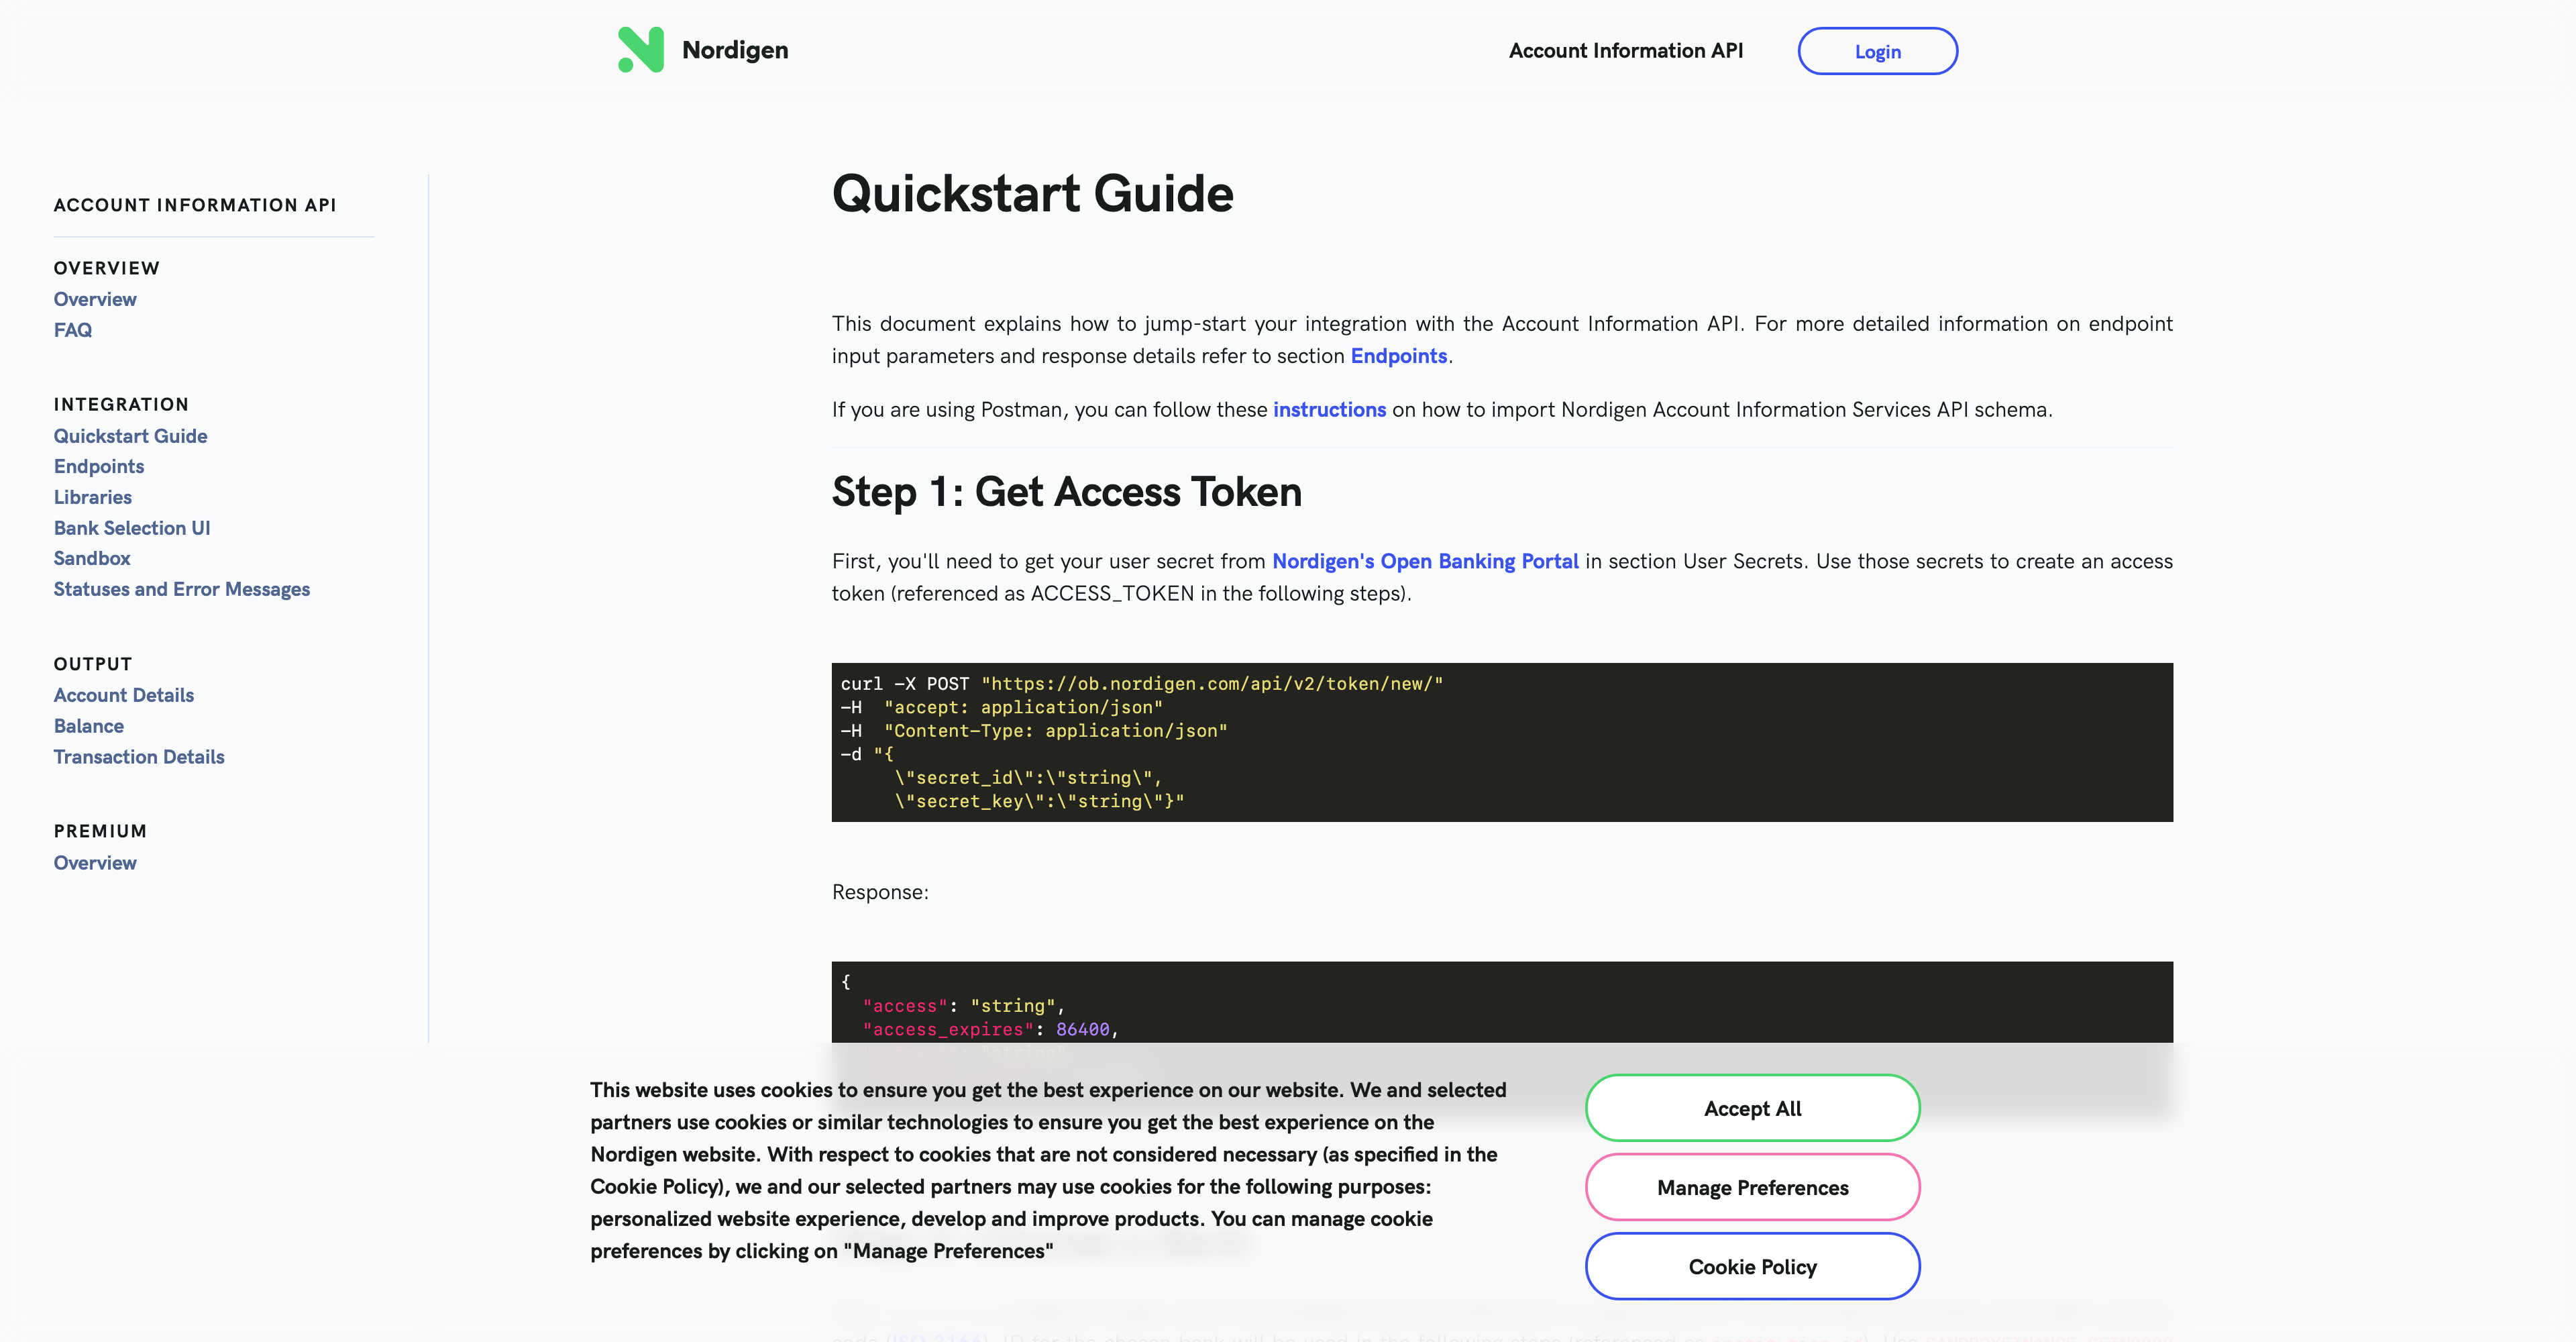 Nordigen
Account Information API
Login
ACCOUNT INFORMATION API
OVERVIEW
Overview
FAQ
INTEGRATION
Quickstart Guide
Endpoints
Libraries
Bank Selection UI
Sandbox
Statuses and Error Messages
OUTPUT
Account Details
Balance
Transaction Details
PREMIUM
Overview
Quickstart Guide
This document explains how to jump-start your integration with the Account Information API. For more detailed information on endpoint
input parameters and response details refer to section Endpoints.
If you are using Postman, you can follow these instructions on how to import Nordigen Account Information Services API schema.
Step 1: Get Access Token
First, you'll need to get your user secret from Nordigen's Open Banking Portal in section User Secrets. Use those secrets to create an access
token (referenced as ACCESS_TOKEN in the following steps).
curl -X POST "https://ob.nordigen.com/api/v2/token/new/"
-H  "accept: application/json"
-H  "Content-Type: application/json"
-d "{
     \"secret_id\":\"string\",
     \"secret_key\":\"string\"}"
Response:
{
  "access": "string",
  "access_expires": 86400,
This website uses cookies to ensure you get the best experience on our website. We and selected
partners use cookies or similar technologies to ensure you get the best experience on the
Nordigen website. With respect to cookies that are not considered necessary (as specified in the
Cookie Policy), we and our selected partners may use cookies for the following purposes:
personalized website experience, develop and improve products. You can manage cookie
preferences by clicking on "Manage Preferences"
Accept All
Manage Preferences
Cookie Policy